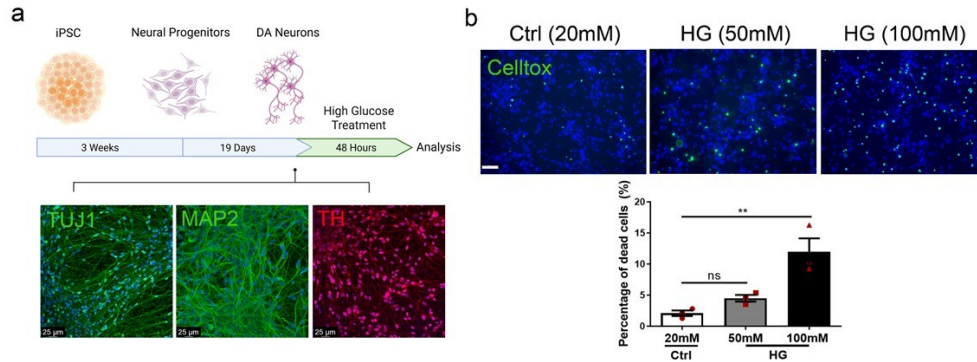 a
iPSC
Neural Progenitors
DA Neurons
High Glucose
Treatment
3 Weeks
19 Days
48 Hours
Analysis
TUJ1
MAP2
TH
25 µm
25 µm
25 µm
b
Ctrl (20mM)
HG (50mM)
HG (100mM)
Celltox
Percentage of dead cells (%)
20
15
10
5
0
**
ns
20mM
50mM
100mM
Ctrl
HG